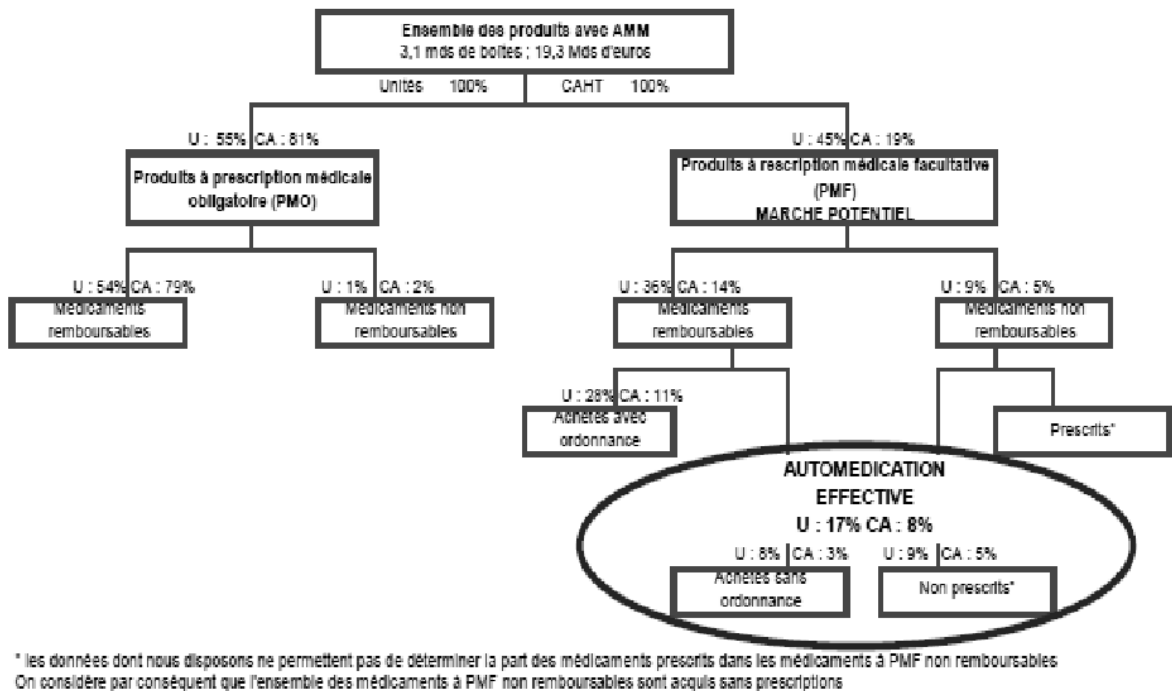 Ensemble des produits avec AMM
3,1 mds de boîtes ; 19,3 Mds d'euros
Unités 100% CAHT 100%
U : 55% CA : 81%
Produits à prescription médicale
obligatoire (PMO)
U : 45% CA : 19%
Produits à rescription médicale facultative
(PMF)
MARCHE POTENTIEL
U : 54% CA : 79%
Médicaments
remboursables
U : 1% CA : 2%
Médicaments non
remboursables
U : 36% CA : 14%
Médicaments
remboursables
U : 9% CA : 5%
Médicaments non
remboursables
U : 28% CA : 11%
Achetés avec
ordonnance
Prescrits*
AUTOMEDICATION
EFFECTIVE
U : 17% CA : 8%
U : 8% CA : 3%
Achetés sans
ordonnance
U : 9% CA : 5%
Non prescrits*
* les données dont nous disposons ne permettent pas de déterminer la part des médicaments prescrits dans les médicaments à PMF non remboursables
On considère par conséquent que l'ensemble des médicaments à PMF non remboursables sont acquis sans prescriptions